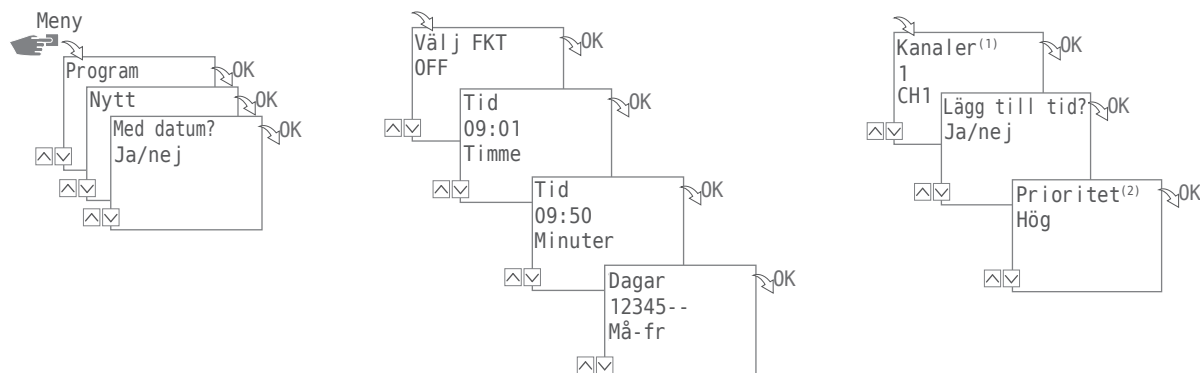 Meny
Program
OK
Nytt
OK
Med datum?
Ja/nej
OK
Välj FKT
OFF
OK
Tid
09:01
Timme
OK
Tid
09:50
Minuter
OK
Dagar
12345--
Må-fr
OK
Kanaler(1)
1
CH1
OK
Lägg till tid?
Ja/nej
OK
Prioritet(2)
Hög
OK